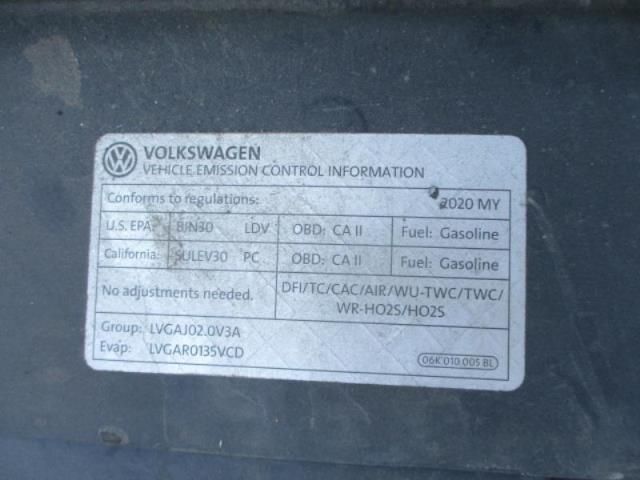 VOLKSWAGEN
VEHICLE EMISSION CONTROL INFORMATION
Conforms to regulations: 2020 MY
U.S. EPA: BIN30 LDV OBD: CA II Fuel: Gasoline
California: SULEV30 PC OBD: CA II Fuel: Gasoline
No adjustments needed. DFI/TC/CAC/AIR/WU-TWC/TWC/
WR-HO2S/HO2S
Group: LVGAJ02.0V3A
Evap: LVGAR0135VCD
06K 010 005 BL